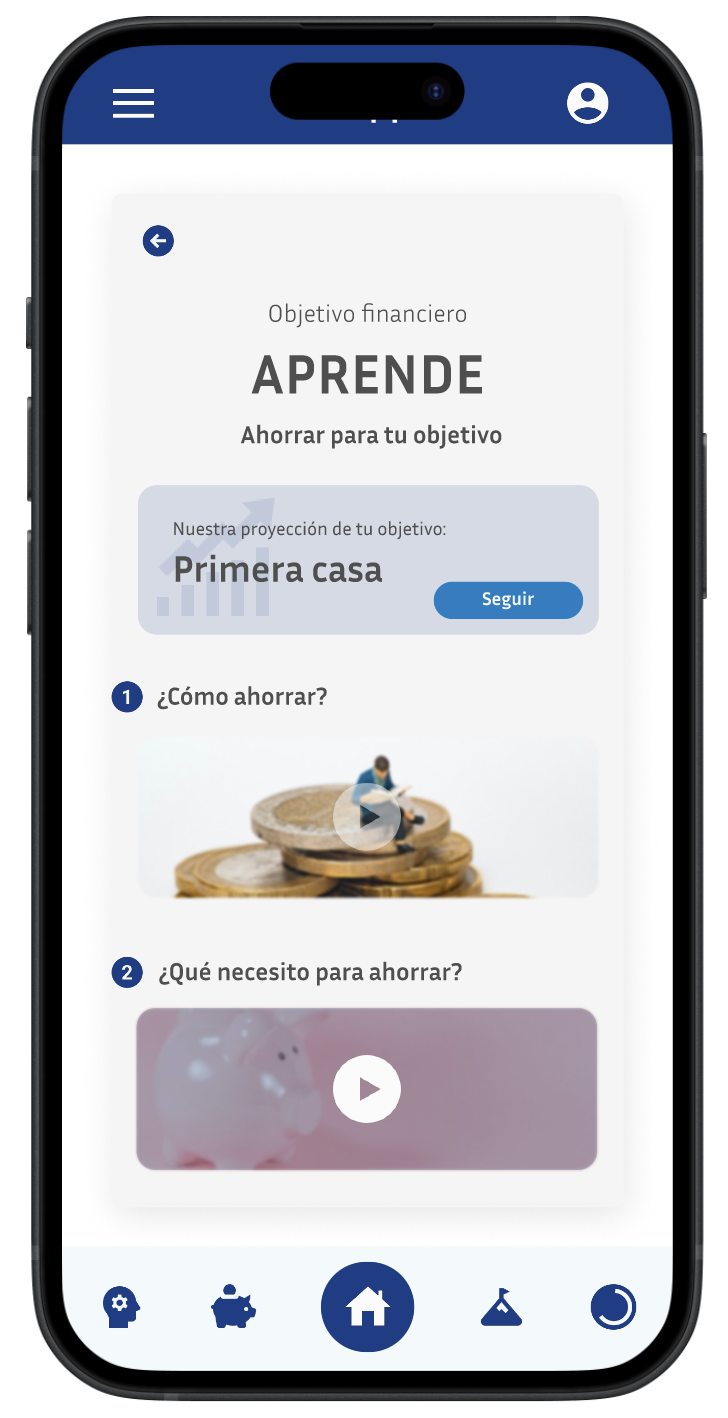 Objetivo financiero
APRENDE
Ahorrar para tu objetivo
Nuestra proyección de tu objetivo:
Primera casa
Seguir
1 ¿Cómo ahorrar?
2 ¿Qué necesito para ahorrar?